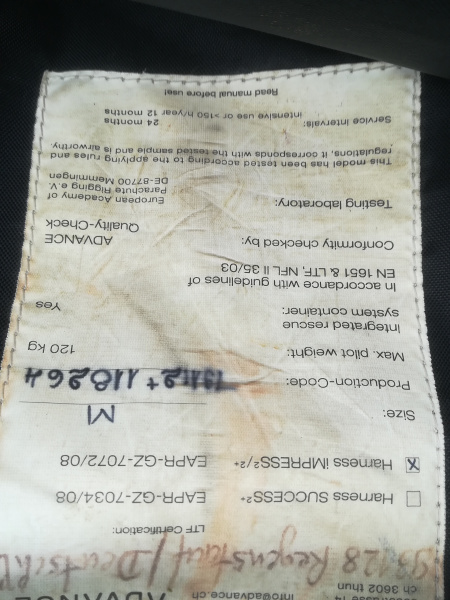 ADVANCE
info@advance.ch
ch 3602 thun
93128 Regenstauf / Deutschl
LTF Certification:
Harness SUCCESS²⁺ EAPR-GZ-7034/08
Harness iMPRESS²/²⁺ EAPR-GZ-7072/08
Size: M
Production-Code:
Max. pilot weight: 120 kg
Integrated rescue
system container: Yes
In accordance with guidelines of
EN 1651 & LTF, NFL II 35/03
Conformity checked by: ADVANCE
Quality-Check
Testing laboratory: European Academy of
Parachute Rigging e.V.
DE-87700 Memmingen
This model has been tested according to the applying rules and
regulations, it corresponds with the tested sample and is airworthy.
Service intervals: 24 months
intensive use or >150 h/year 12 months
Read manual before use!